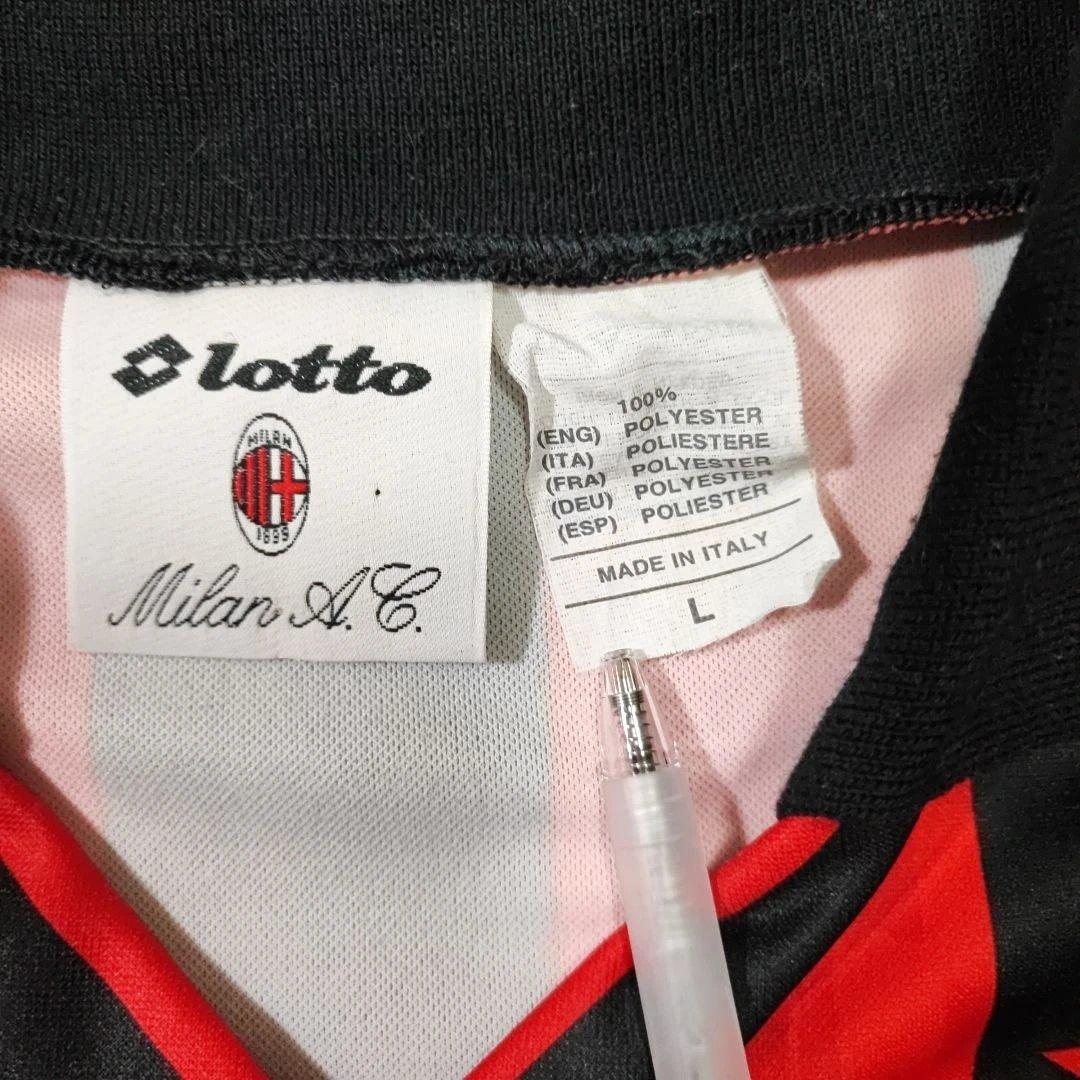 lotto
MILAN
1899
Milan A.C.
100%
(ENG) POLYESTER
(ITA) POLIESTERE
(FRA) POLYESTER
(DEU) POLYESTER
(ESP) POLIESTER
MADE IN ITALY
L